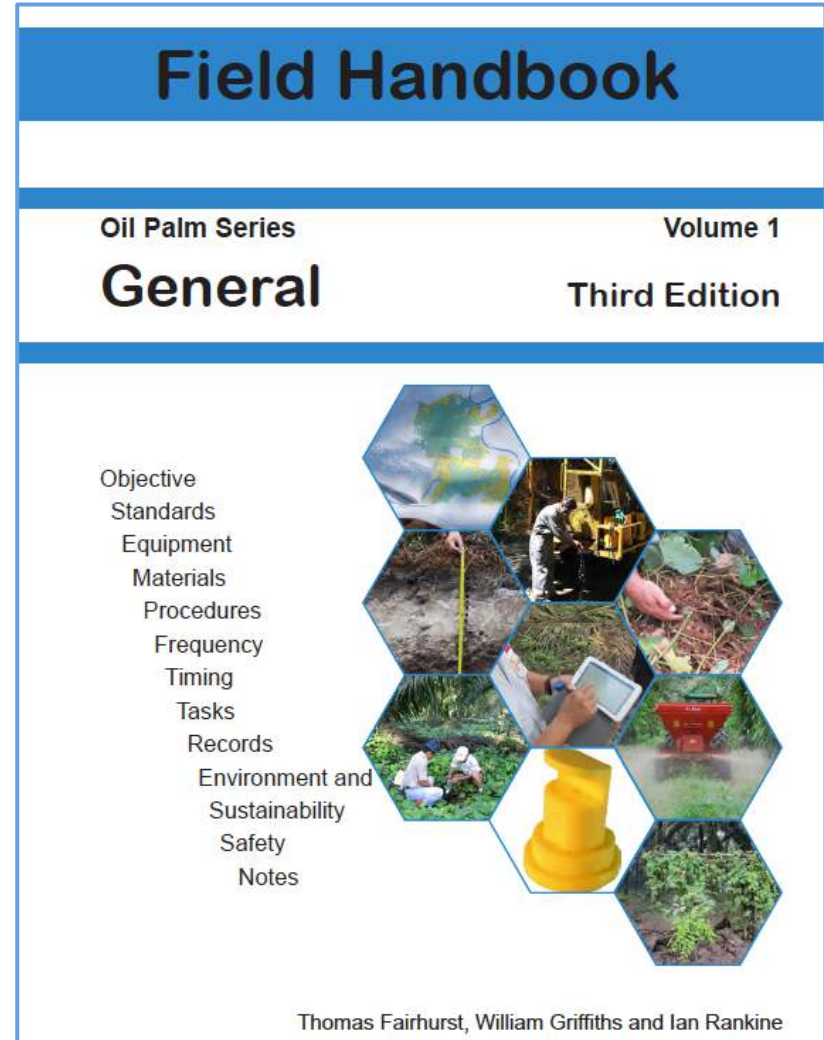 Field Handbook
Oil Palm Series
Volume 1
General
Third Edition
Objective
Standards
Equipment
Materials
Procedures
Frequency
Timing
Tasks
Records
Environment and
Sustainability
Safety
Notes
Thomas Fairhurst, William Griffiths and Ian Rankine